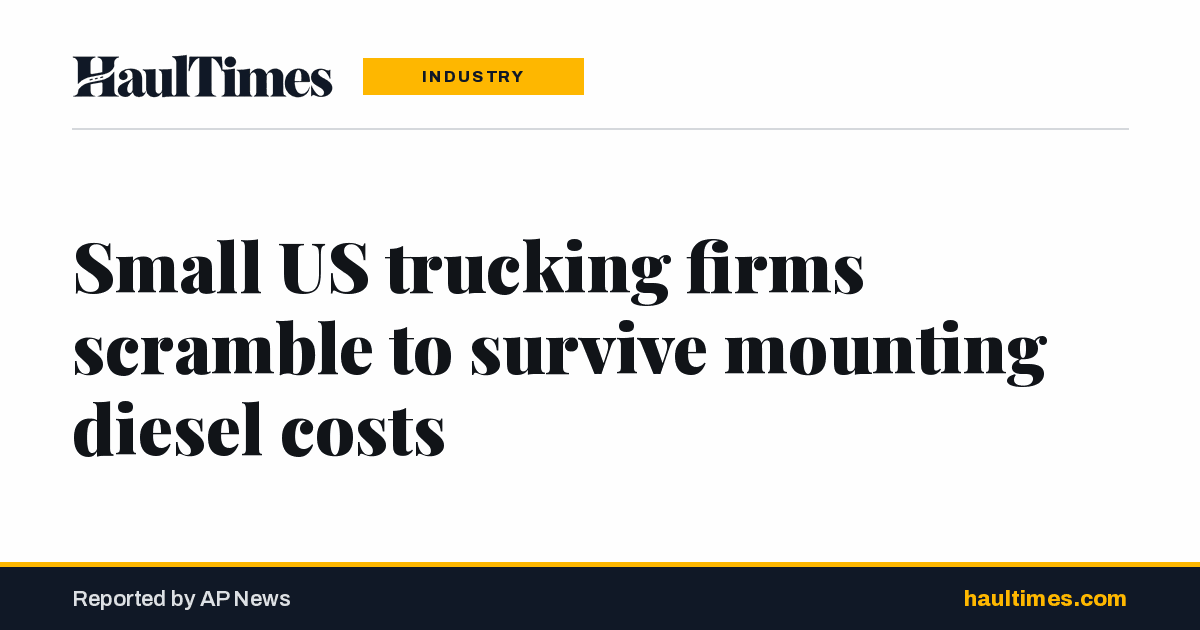 HaulTimes
INDUSTRY
Small US trucking firms
scramble to survive mounting
diesel costs
Reported by AP News
haultimes.com